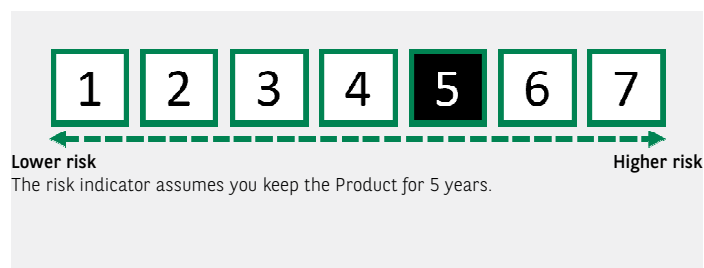 1 2 3 4 5 6 7
Lower risk Higher risk
The risk indicator assumes you keep the Product for 5 years.